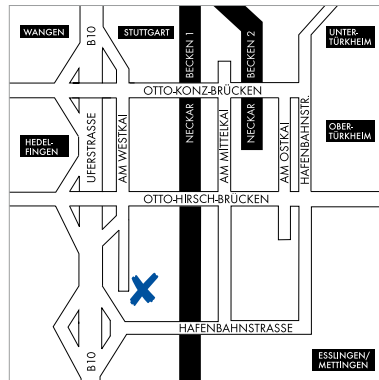 WANGEN
B10
STUTTGART
BECKEN 1
BECKEN 2
UNTER-
TÜRKHEIM
OTTO-KONZ-BRÜCKEN
HEDEL-
FINGEN
UFERSTRASSE
AM WESTKAI
NECKAR
AM MITTELKAI
NECKAR
AM OSTKAI
HAFENBAHNSTR.
OBER-
TÜRKHEIM
OTTO-HIRSCH-BRÜCKEN
HAFENBAHNSTRASSE
B10
ESSLINGEN/
METTINGEN